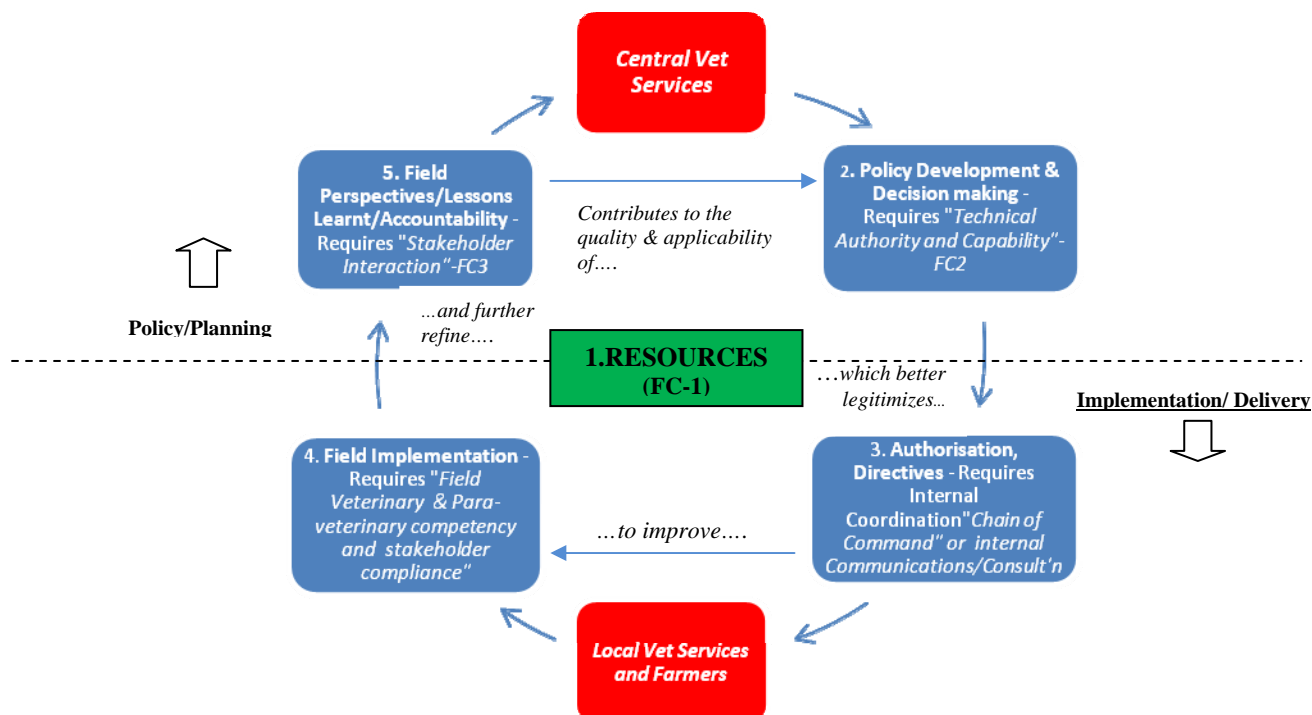 Central Vet
Services
5. Field
Perspectives/Lessons
Learnt/Accountability -
Requires "Stakeholder
Interaction"-FC3
Contributes to the
quality & applicability
of….
2. Policy Development &
Decision making -
Requires "Technical
Authority and Capability"-
FC2
Policy/Planning
…and further
refine….
1.RESOURCES
(FC-1)
…which better
legitimizes...
Implementation/ Delivery
4. Field Implementation -
Requires "Field
Veterinary & Para-
veterinary competency
and stakeholder
compliance"
…to improve….
3. Authorisation,
Directives - Requires
Internal
Coordination"Chain of
Command" or internal
Communications/Consult'n
Local Vet Services
and Farmers